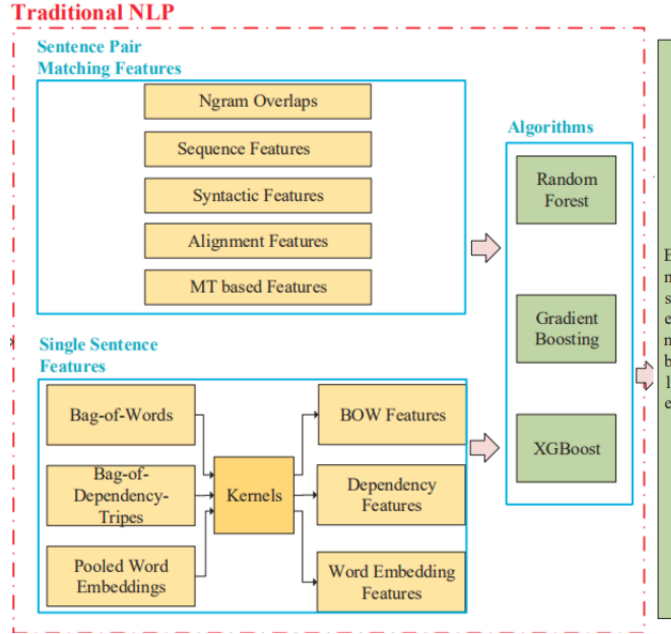 Traditional NLP
Sentence Pair
Matching Features
Ngram Overlaps
Sequence Features
Syntactic Features
Alignment Features
MT based Features
Single Sentence
Features
Bag-of-Words
Bag-of-
Dependency-
Tripes
Pooled Word
Embeddings
Kernels
BOW Features
Dependency
Features
Word Embedding
Features
Algorithms
Random
Forest
Gradient
Boosting
XGBoost